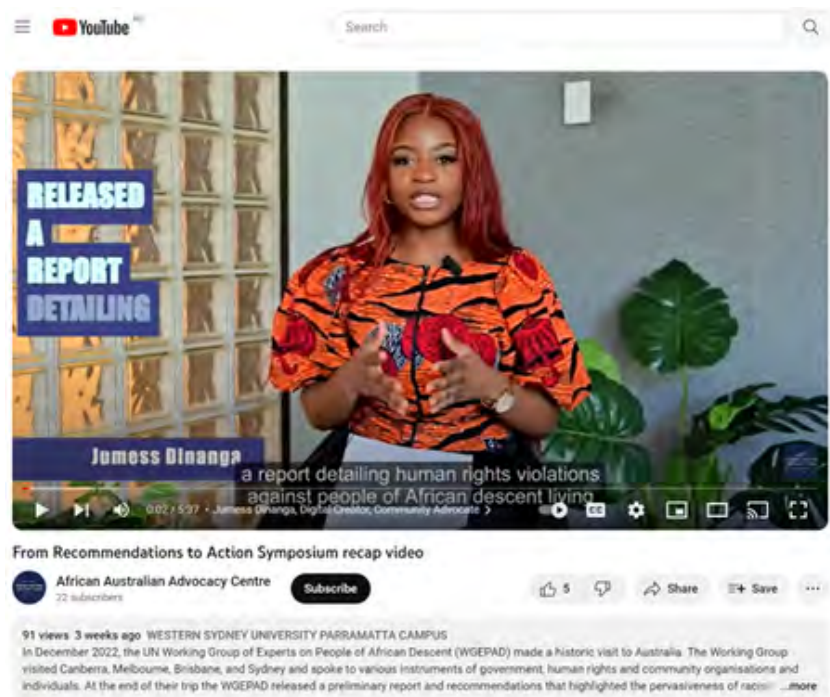 YouTube
Search
RELEASED
A
REPORT
DETAILING
Jumess Dinanga
a report detailing human rights violations
against people of African descent living
0:02 / 5:37 • Jumess Dinanga, Digital Creator, Community Advocate
From Recommendations to Action Symposium recap video
African Australian Advocacy Centre
22 subscribers
Subscribe
5
Share
Save
91 views 3 weeks ago WESTERN SYDNEY UNIVERSITY PARRAMATTA CAMPUS
In December 2022, the UN Working Group of Experts on People of African Descent (WGEPAD) made a historic visit to Australia. The Working Group
visited Canberra, Melbourne, Brisbane, and Sydney and spoke to various instruments of government, human rights and community organisations and
individuals. At the end of their trip the WGEPAD released a preliminary report and recommendations that highlighted the pervasiveness of racism ...more